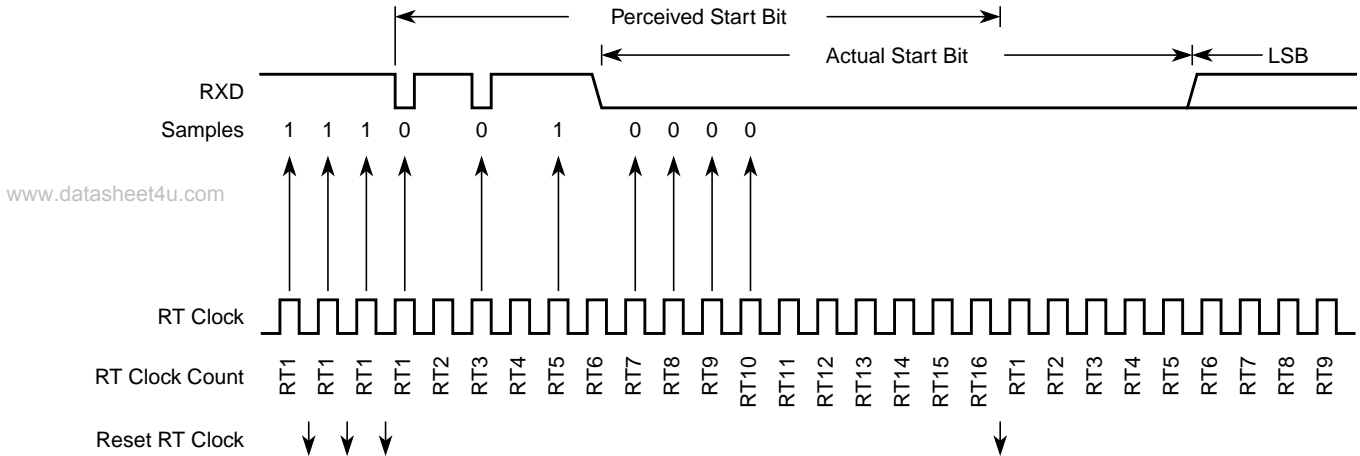 Perceived Start Bit
Actual Start Bit LSB
RXD
Samples 1 1 1 0 0 1 0 0 0 0
www.datasheet4u.com
RT Clock
RT Clock Count RT1 RT1 RT1 RT1 RT2 RT3 RT4 RT5 RT6 RT7 RT8 RT9 RT10 RT11 RT12 RT13 RT14 RT15 RT16 RT1 RT2 RT3 RT4 RT5 RT6 RT7 RT8 RT9
Reset RT Clock